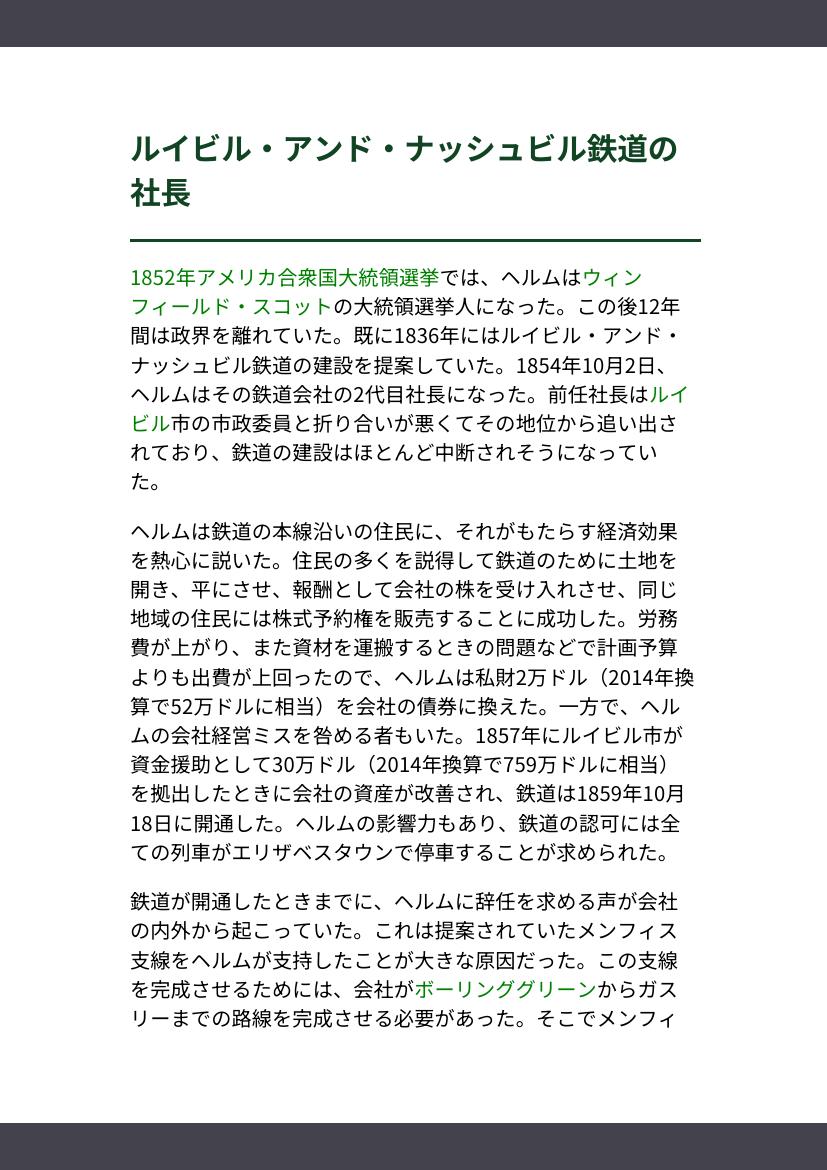 ルイビル・アンド・ナッシュビル鉄道の
社長
1852年アメリカ合衆国大統領選挙では、ヘルムはウィン
フィールド・スコットの大統領選挙人になった。この後12年
間は政界を離れていた。既に1836年にはルイビル・アンド・
ナッシュビル鉄道の建設を提案していた。1854年10月2日、
ヘルムはその鉄道会社の2代目社長になった。前任社長はルイ
ビル市の市政委員と折り合いが悪くてその地位から追い出さ
れており、鉄道の建設はほとんど中断されそうになってい
た。
ヘルムは鉄道の本線沿いの住民に、それがもたらす経済効果
を熱心に説いた。住民の多くを説得して鉄道のために土地を
開き、平にさせ、報酬として会社の株を受け入れさせ、同じ
地域の住民には株式予約権を販売することに成功した。労務
費が上がり、また資材を運搬するときの問題などで計画予算
よりも出費が上回ったので、ヘルムは私財2万ドル（2014年換
算で52万ドルに相当）を会社の債券に換えた。一方で、ヘル
ムの会社経営ミスを咎める者もいた。1857年にルイビル市が
資金援助として30万ドル（2014年換算で759万ドルに相当）
を拠出したときに会社の資産が改善され、鉄道は1859年10月
18日に開通した。ヘルムの影響力もあり、鉄道の認可には全
ての列車がエリザベスタウンで停車することが求められた。
鉄道が開通したときまでに、ヘルムに辞任を求める声が会社
の内外から起こっていた。これは提案されていたメンフィス
支線をヘルムが支持したことが大きな原因だった。この支線
を完成させるためには、会社がボーリンググリーンからガス
リーまでの路線を完成させる必要があった。そこでメンフィ